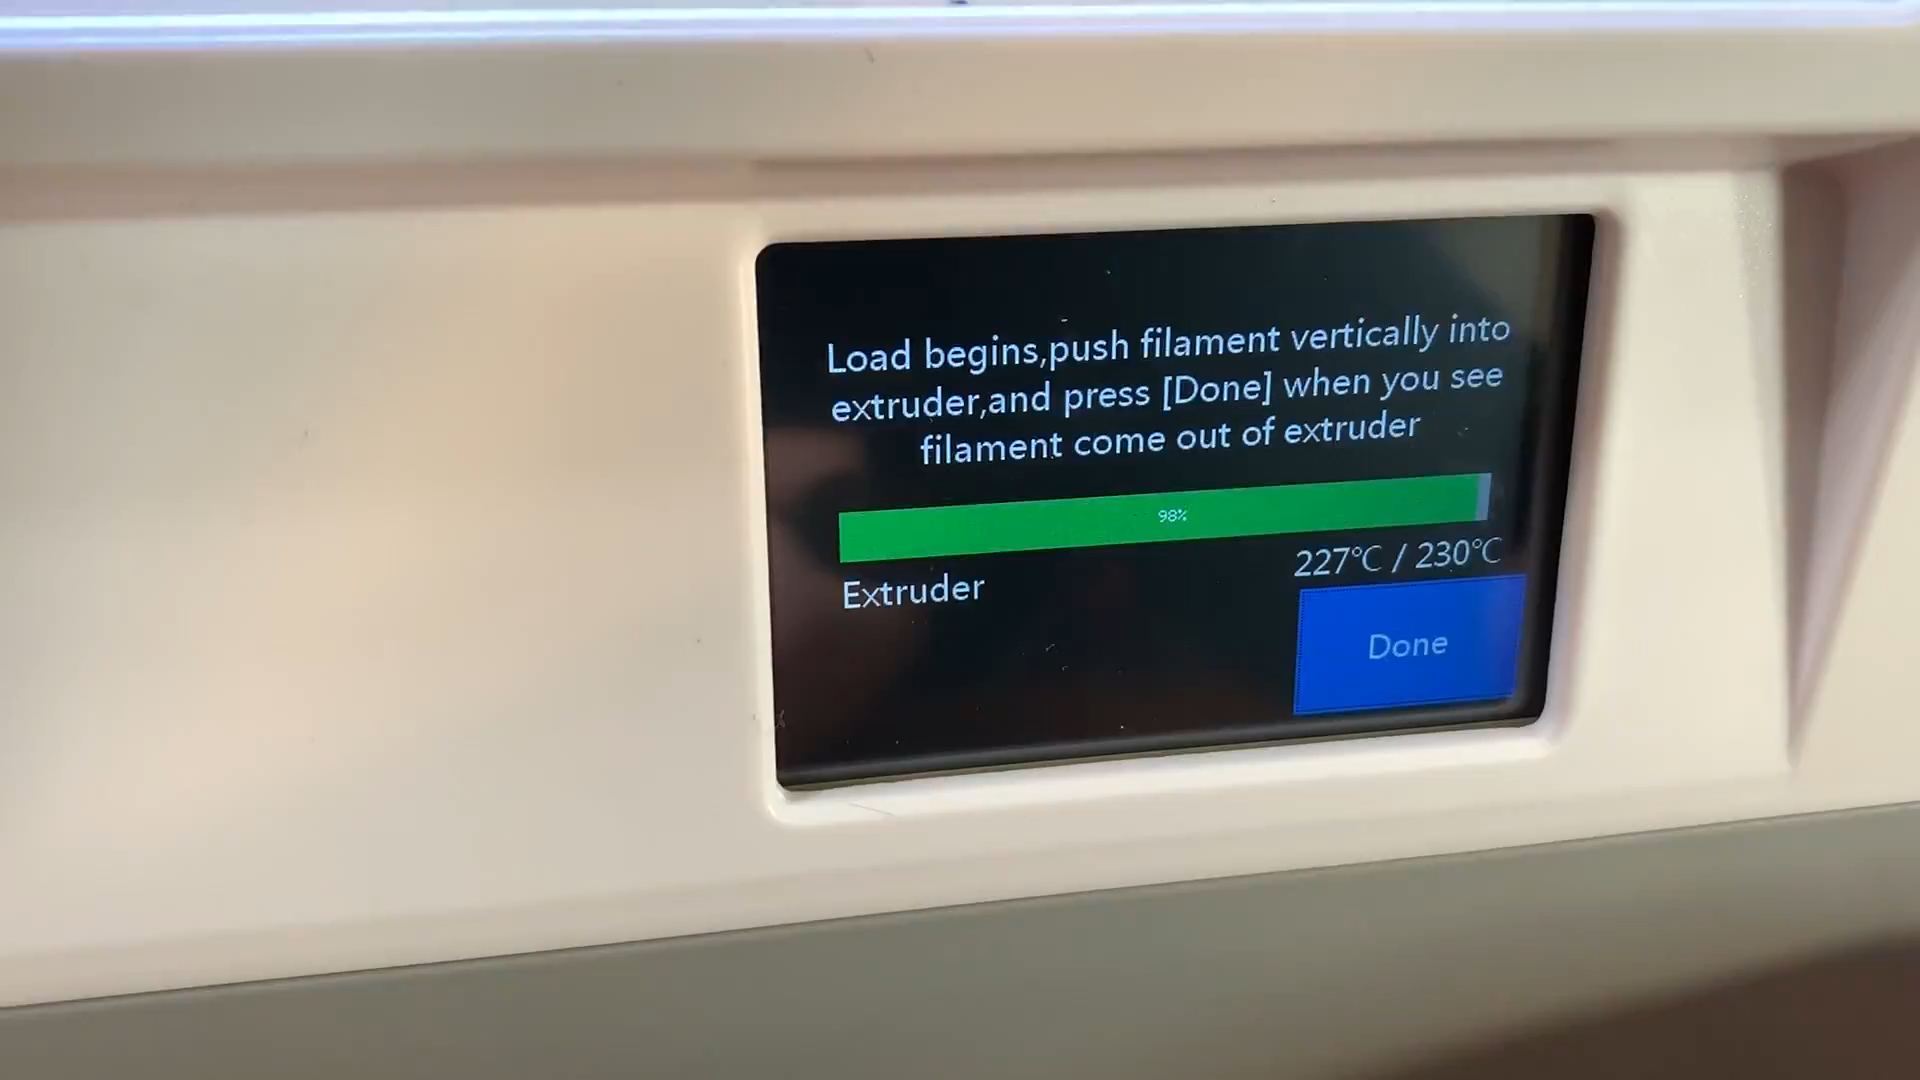 Load begins,push filament vertically into
extruder,and press [Done] when you see
filament come out of extruder
98%
227℃ / 230℃
Extruder
Done